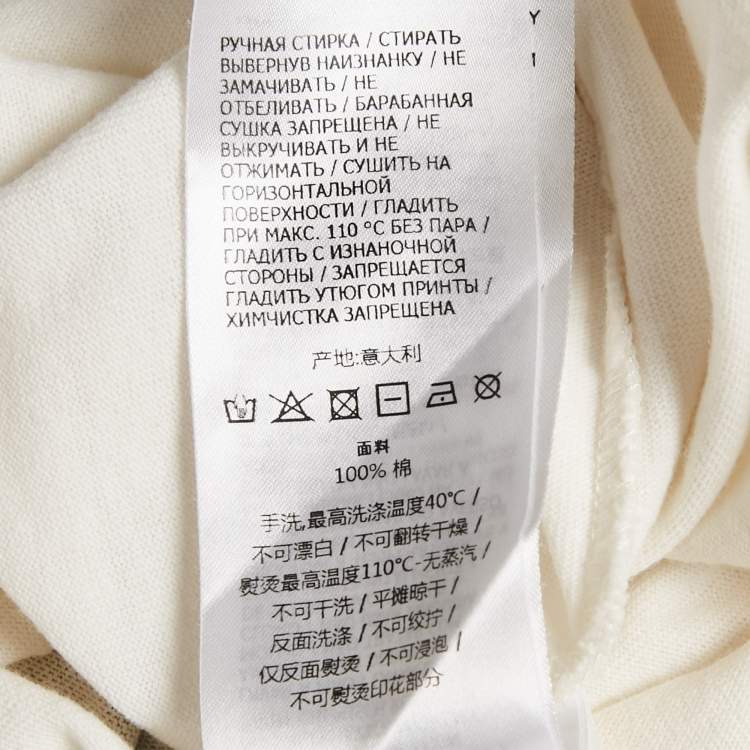 Y
I
РУЧНАЯ СТИРКА / СТИРАТЬ
ВЫВЕРНУВ НАИЗНАНКУ / НЕ
ЗАМАЧИВАТЬ / НЕ
ОТБЕЛИВАТЬ / БАРАБАННАЯ
СУШКА ЗАПРЕЩЕНА / НЕ
ВЫКРУЧИВАТЬ И НЕ
ОТЖИМАТЬ / СУШИТЬ НА
ГОРИЗОНТАЛЬНОЙ
ПОВЕРХНОСТИ / ГЛАДИТЬ
ПРИ МАКС. 110 °C БЕЗ ПАРА /
ГЛАДИТЬ С ИЗНАНОЧНОЙ
СТОРОНЫ / ЗАПРЕЩАЕТСЯ
ГЛАДИТЬ УТЮГОМ ПРИНТЫ /
ХИМЧИСТКА ЗАПРЕЩЕНА
产地:意大利
面料
100% 棉
手洗,最高洗涤温度40℃ /
不可漂白 / 不可翻转干燥 /
熨烫最高温度110℃-无蒸汽 /
不可干洗 / 平摊晾干 /
反面洗涤 / 不可绞拧 /
仅反面熨烫 / 不可浸泡 |
不可熨烫印花部分